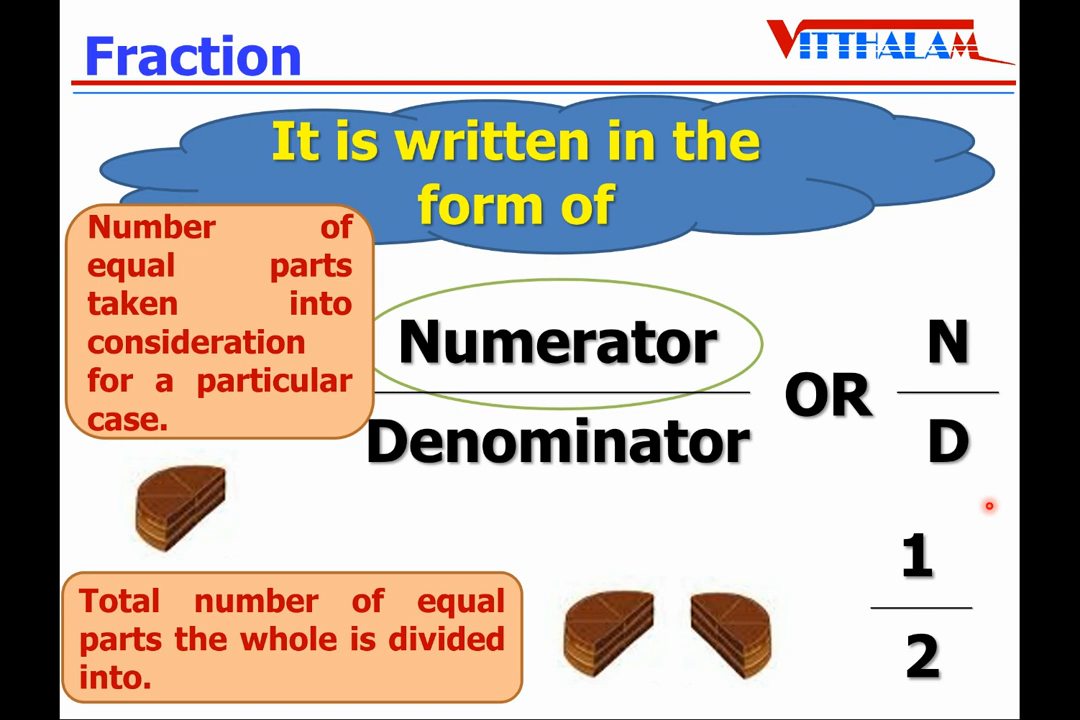 Fraction
VITTHALAM
It is written in the
form of
Number of
equal parts
taken into
consideration
for a particular
case.
Numerator
Denominator
OR
N
D
1
2
Total number of equal
parts the whole is divided
into.